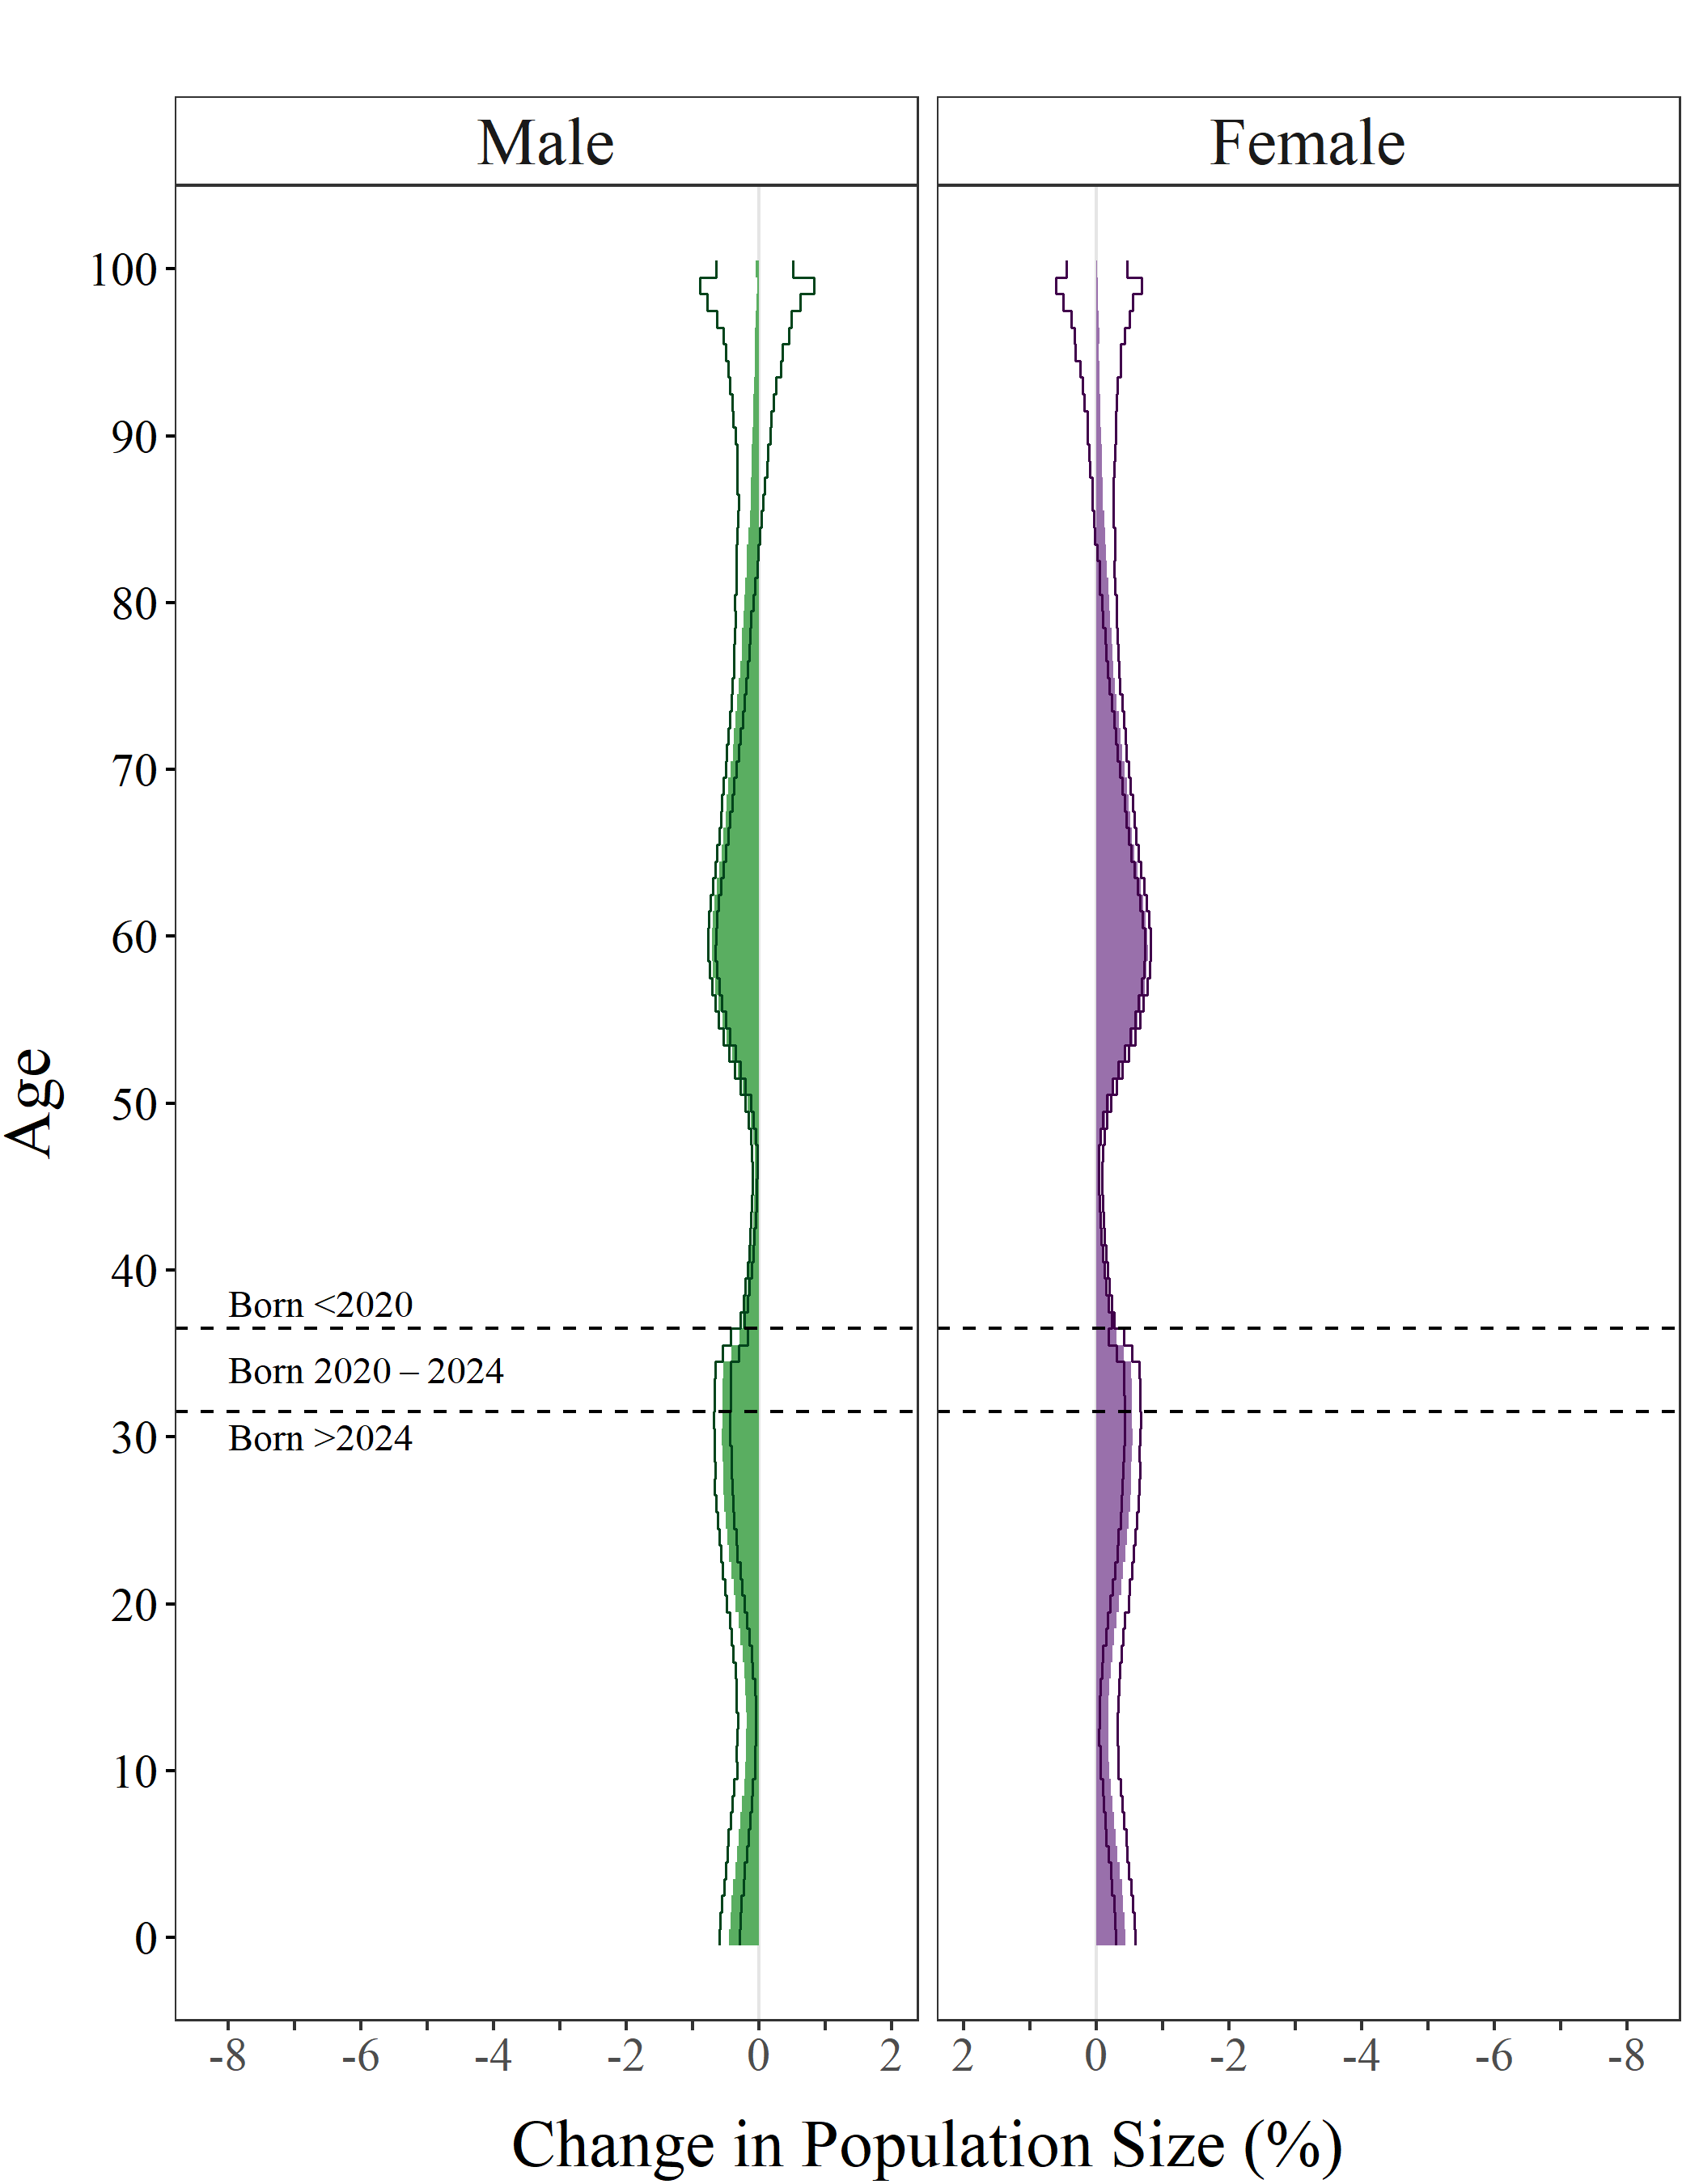 Male Female
100
90
80
70
60
50
40
30
20
10
0
Age
Born <2020
Born 2020 – 2024
Born >2024
-8 -6 -4 -2 0 2 2 0 -2 -4 -6 -8
Change in Population Size (%)